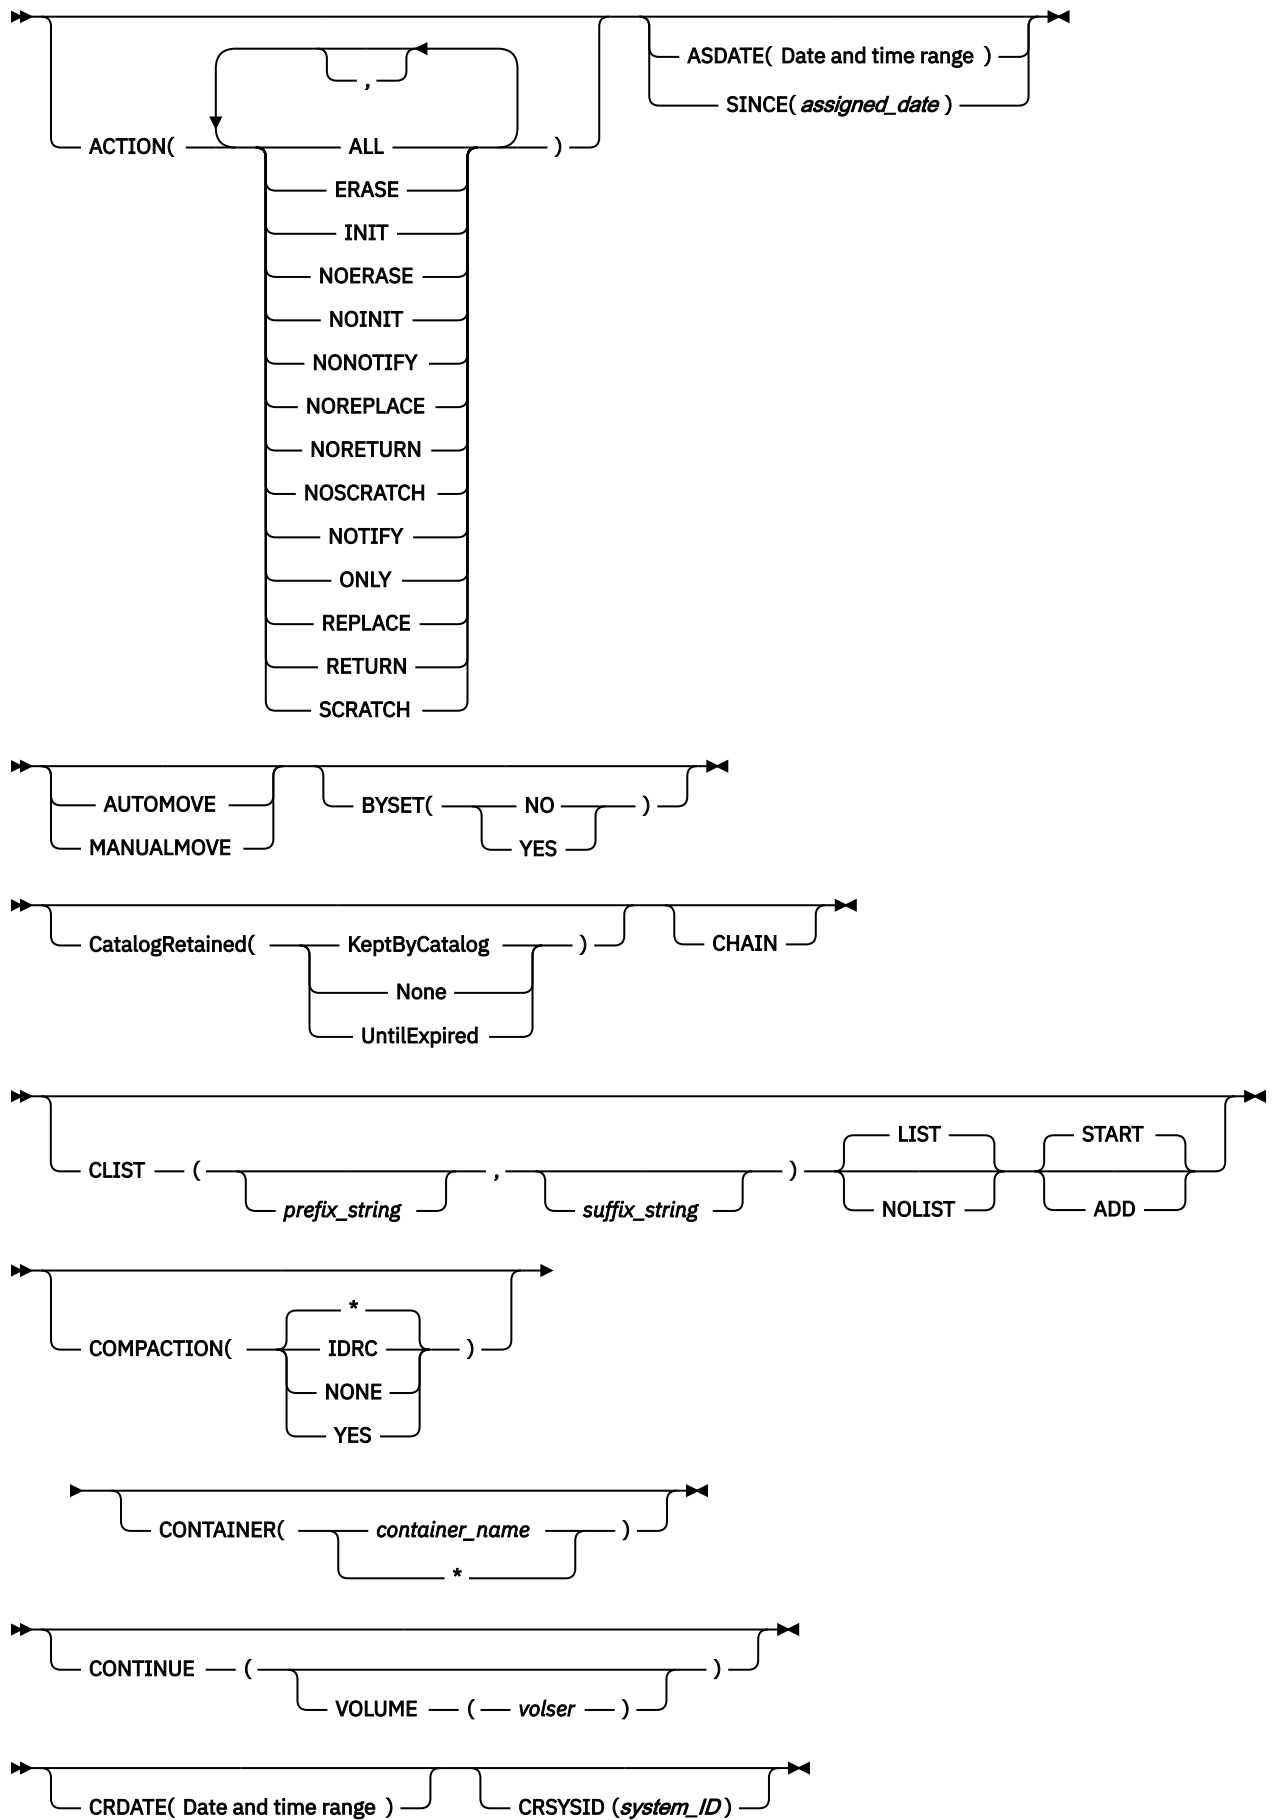 ASDATE( Date and time range )
,
SINCE( assigned_date )
ACTION( ALL )
ERASE
INIT
NOERASE
NOINIT
NONOTIFY
NOREPLACE
NORETURN
NOSCRATCH
NOTIFY
ONLY
REPLACE
RETURN
SCRATCH
AUTOMOVE BYSET( NO )
MANUALMOVE YES
CatalogRetained( KeptByCatalog ) CHAIN
None
UntilExpired
LIST START
CLIST ( , )
prefix_string suffix_string NOLIST ADD
*
COMPACTION( IDRC )
NONE
YES
CONTAINER( container_name )
*
CONTINUE ( )
VOLUME ( volser )
CRDATE( Date and time range ) CRSYSID (system_ID)